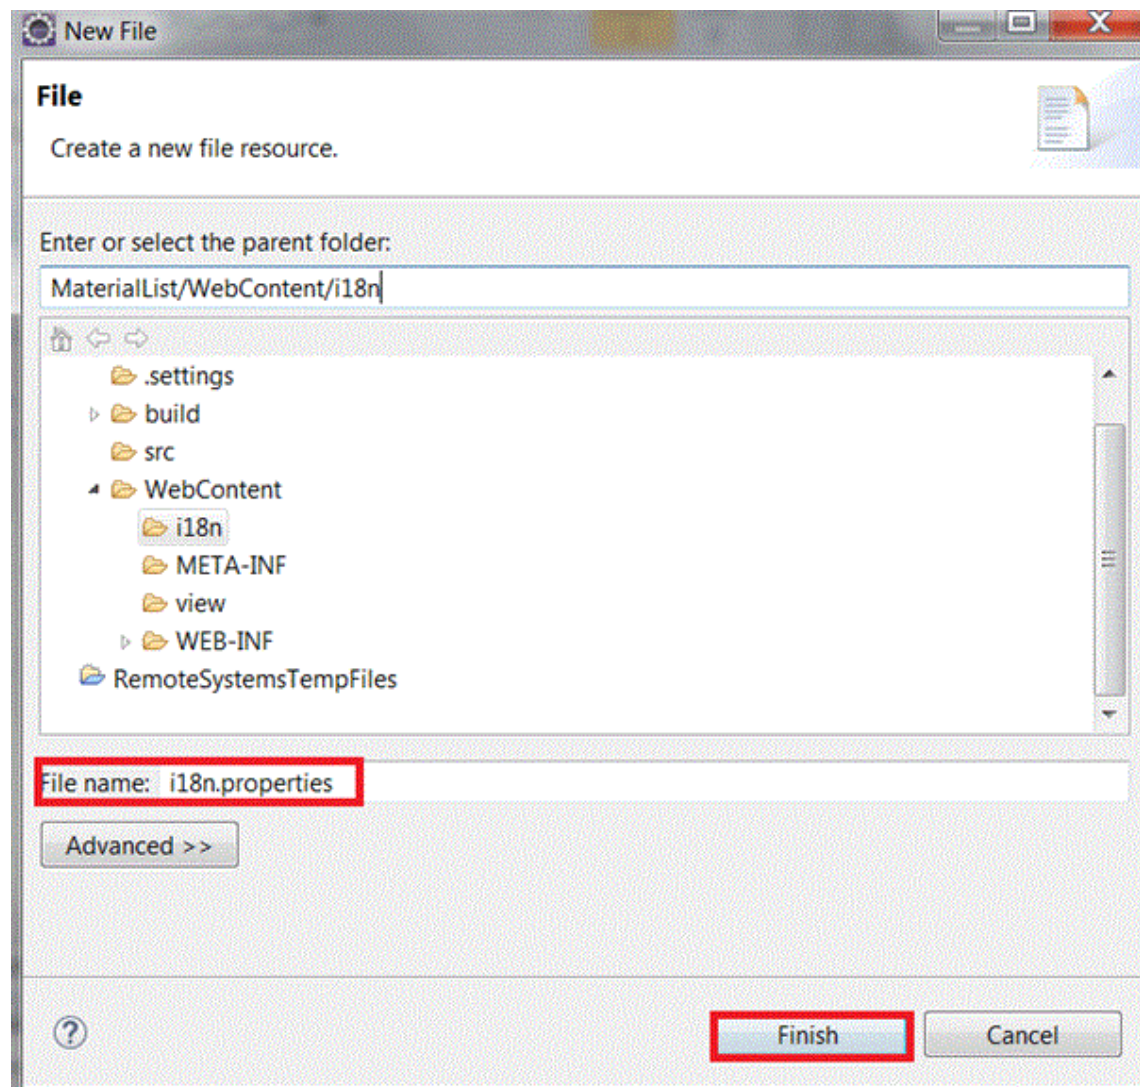 New File
File
Create a new file resource.
Enter or select the parent folder:
MaterialList/WebContent/i18n
.settings
build
src
WebContent
i18n
META-INF
view
WEB-INF
RemoteSystemsTempFiles
File name: i18n.properties
Advanced >>
Finish Cancel